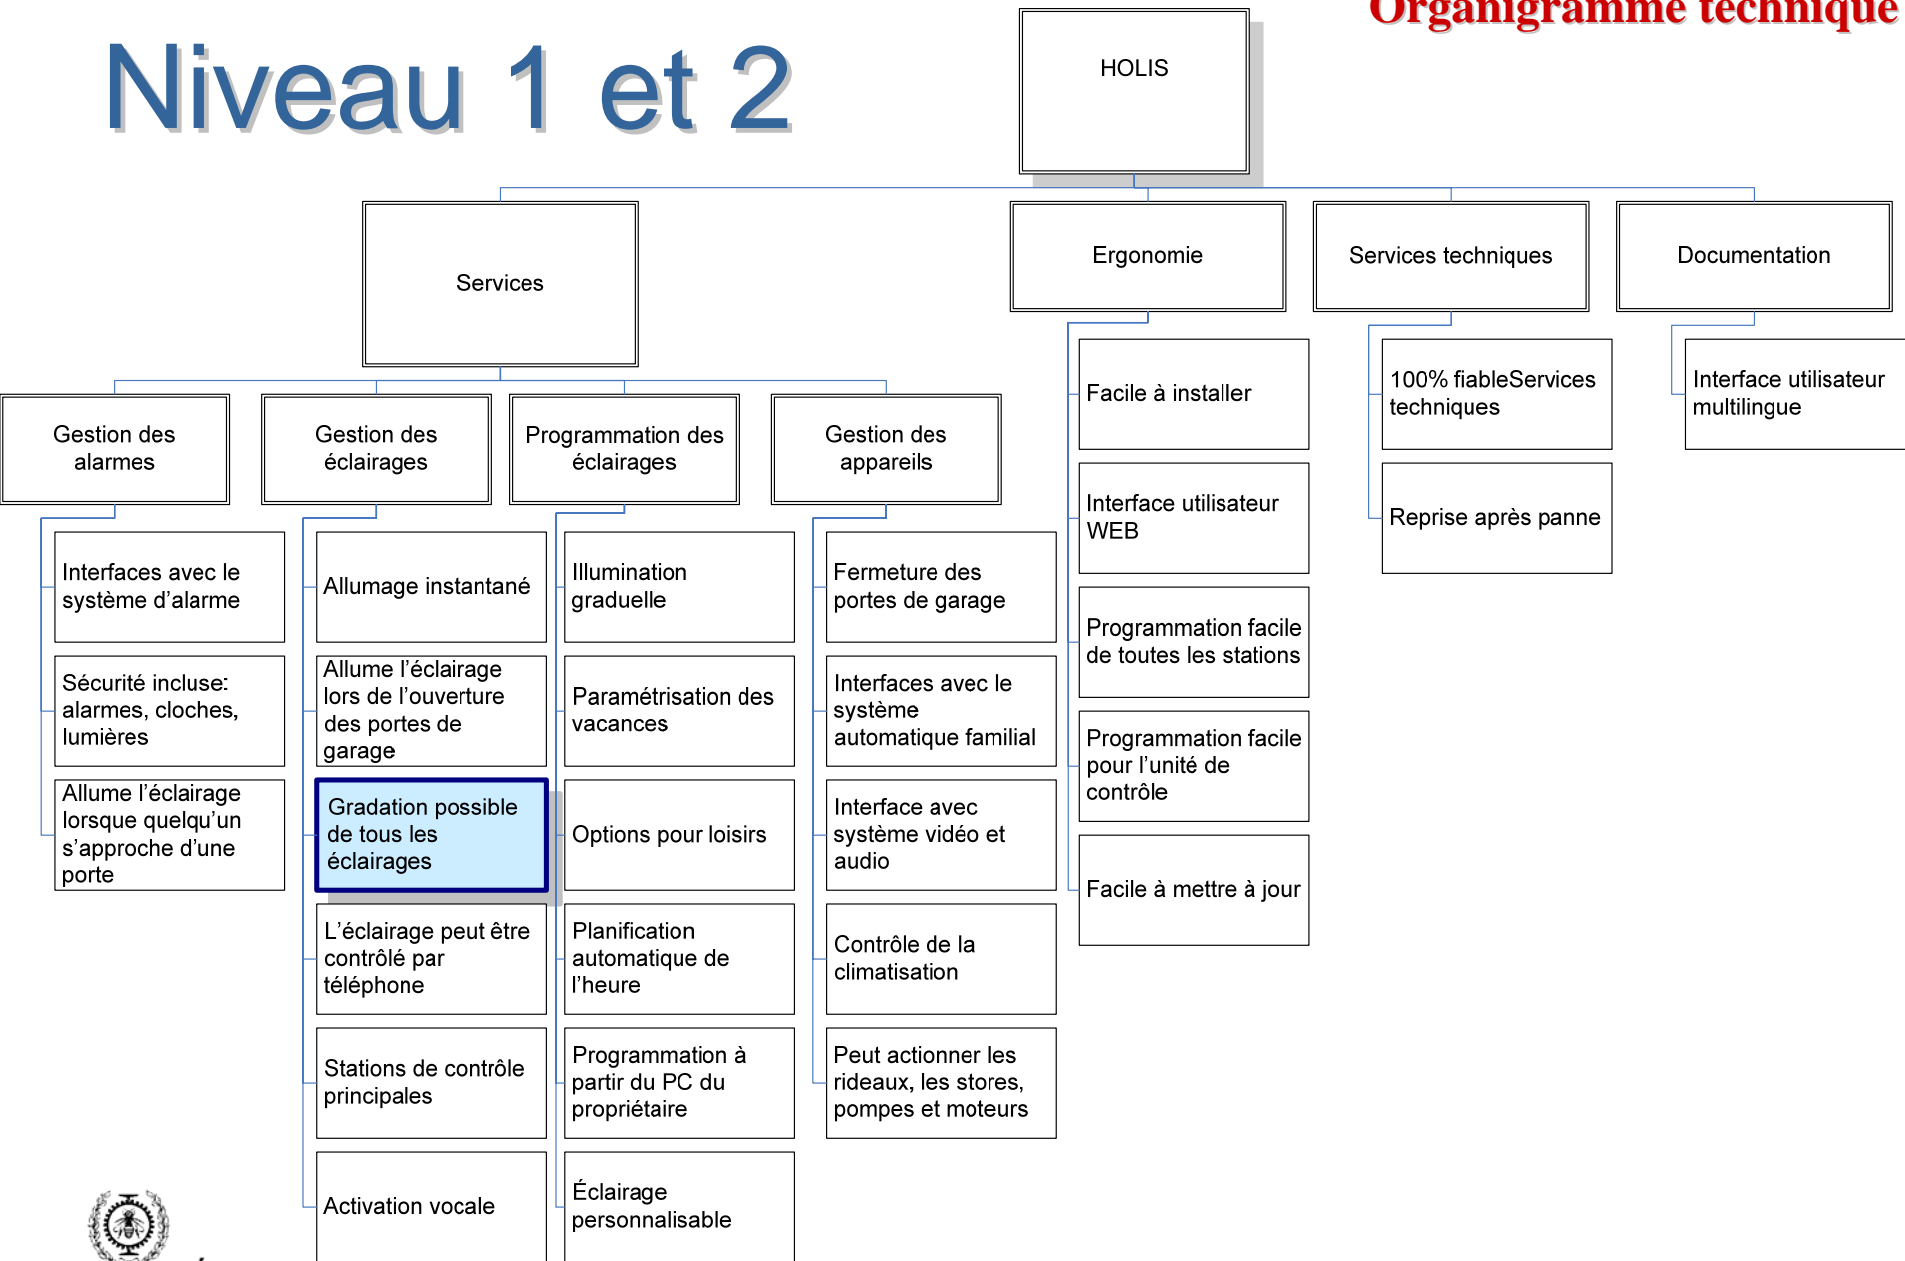 Organigramme technique
Niveau 1 et 2
HOLIS
Services
Ergonomie
Services techniques
Documentation
Gestion des
alarmes
Gestion des
éclairages
Programmation des
éclairages
Gestion des
appareils
Interfaces avec le
système d’alarme
Sécurité incluse:
alarmes, cloches,
lumières
Allume l’éclairage
lorsque quelqu’un
s’approche d’une
porte
Allumage instantané
Allume l’éclairage
lors de l’ouverture
des portes de
garage
Gradation possible
de tous les
éclairages
L’éclairage peut être
contrôlé par
téléphone
Stations de contrôle
principales
Activation vocale
Illumination
graduelle
Paramétrisation des
vacances
Options pour loisirs
Planification
automatique de
l’heure
Programmation à
partir du PC du
propriétaire
Éclairage
personnalisable
Fermeture des
portes de garage
Interfaces avec le
système
automatique familial
Interface avec
système vidéo et
audio
Contrôle de la
climatisation
Peut actionner les
rideaux, les stores,
pompes et moteurs
Facile à installer
Interface utilisateur
WEB
Programmation facile
de toutes les stations
Programmation facile
pour l’unité de
contrôle
Facile à mettre à jour
100% fiableServices
techniques
Reprise après panne
Interface utilisateur
multilingue